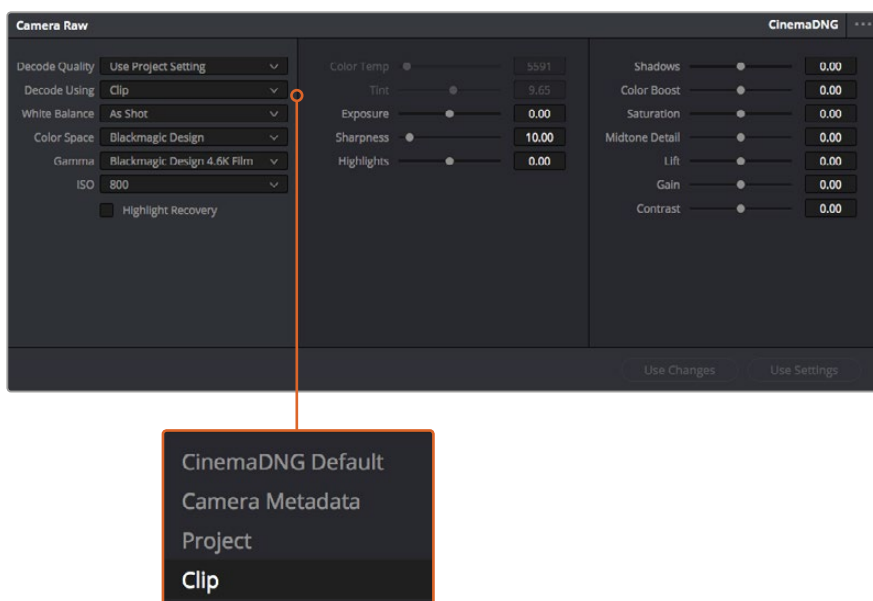 Camera Raw
CinemaDNG
Decode Quality Use Project Setting
Decode Using Clip
White Balance As Shot
Color Space Blackmagic Design
Gamma Blackmagic Design 4.6K Film
ISO 800
Highlight Recovery
Color Temp 5591
Tint 9.65
Exposure 0.00
Sharpness 10.00
Highlights 0.00
Shadows 0.00
Color Boost 0.00
Saturation 0.00
Midtone Detail 0.00
Lift 0.00
Gain 0.00
Contrast 0.00
Use Changes
Use Settings
CinemaDNG Default
Camera Metadata
Project
Clip